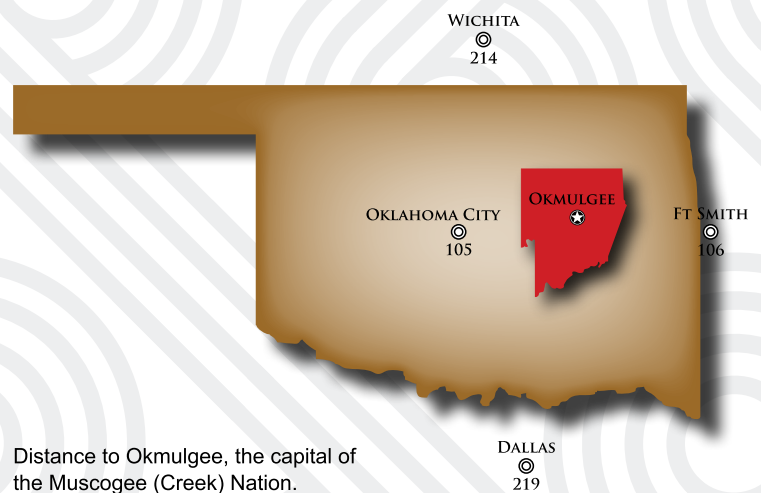 WICHITA
214
OKMULGEE
OKLAHOMA CITY
105
FT SMITH
106
Distance to Okmulgee, the capital of
the Muscogee (Creek) Nation.
DALLAS
219